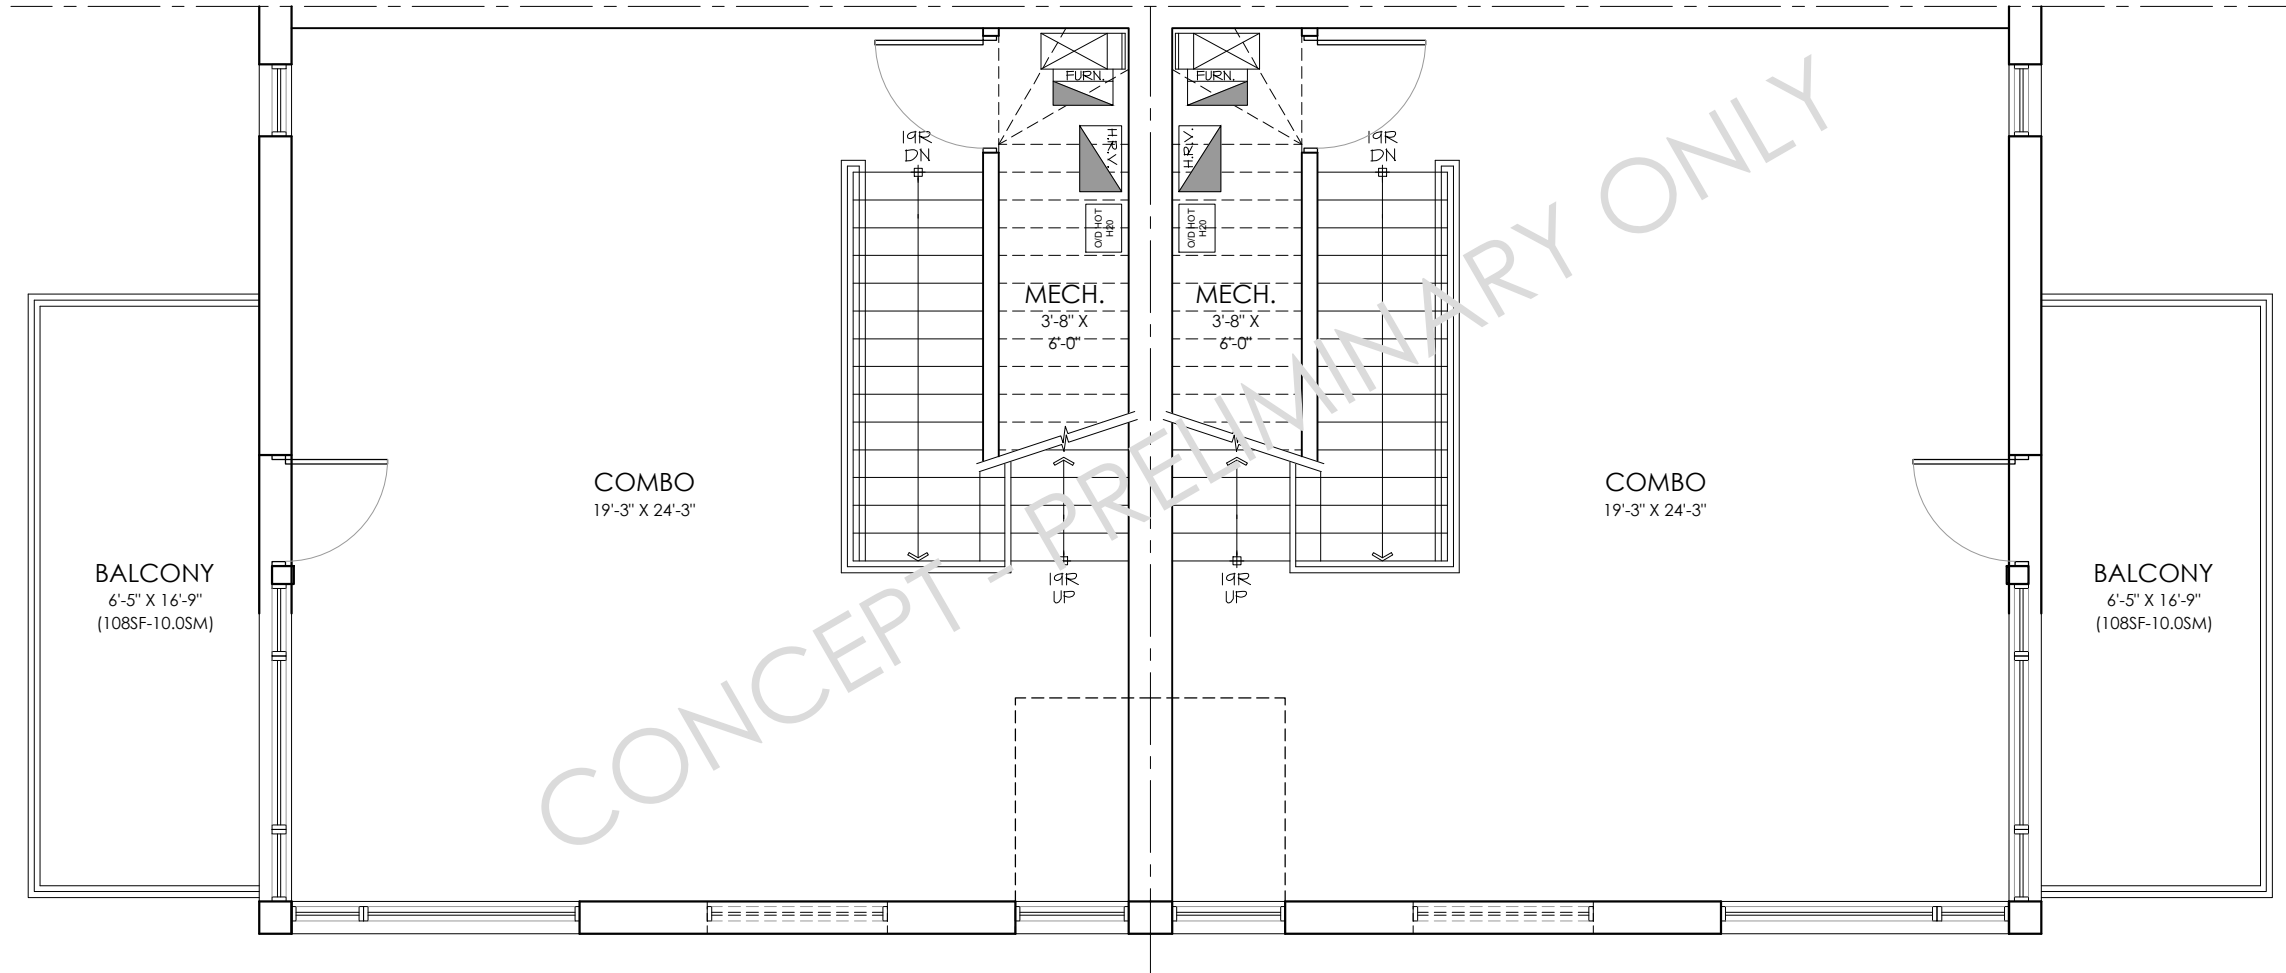 FURN.
FURN.
H.R.V.
H.R.V.
19R
DN
19R
DN
O/D HOT
H20
O/D HOT
H20
MECH.
3'-8" X
6'-0"
MECH.
3'-8" X
6'-0"
COMBO
19'-3" X 24'-3"
COMBO
19'-3" X 24'-3"
BALCONY
6'-5" X 16'-9"
(108SF-10.0SM)
19R
UP
19R
UP
BALCONY
6'-5" X 16'-9"
(108SF-10.0SM)
CONCEPT - PRELIMINARY ONLY